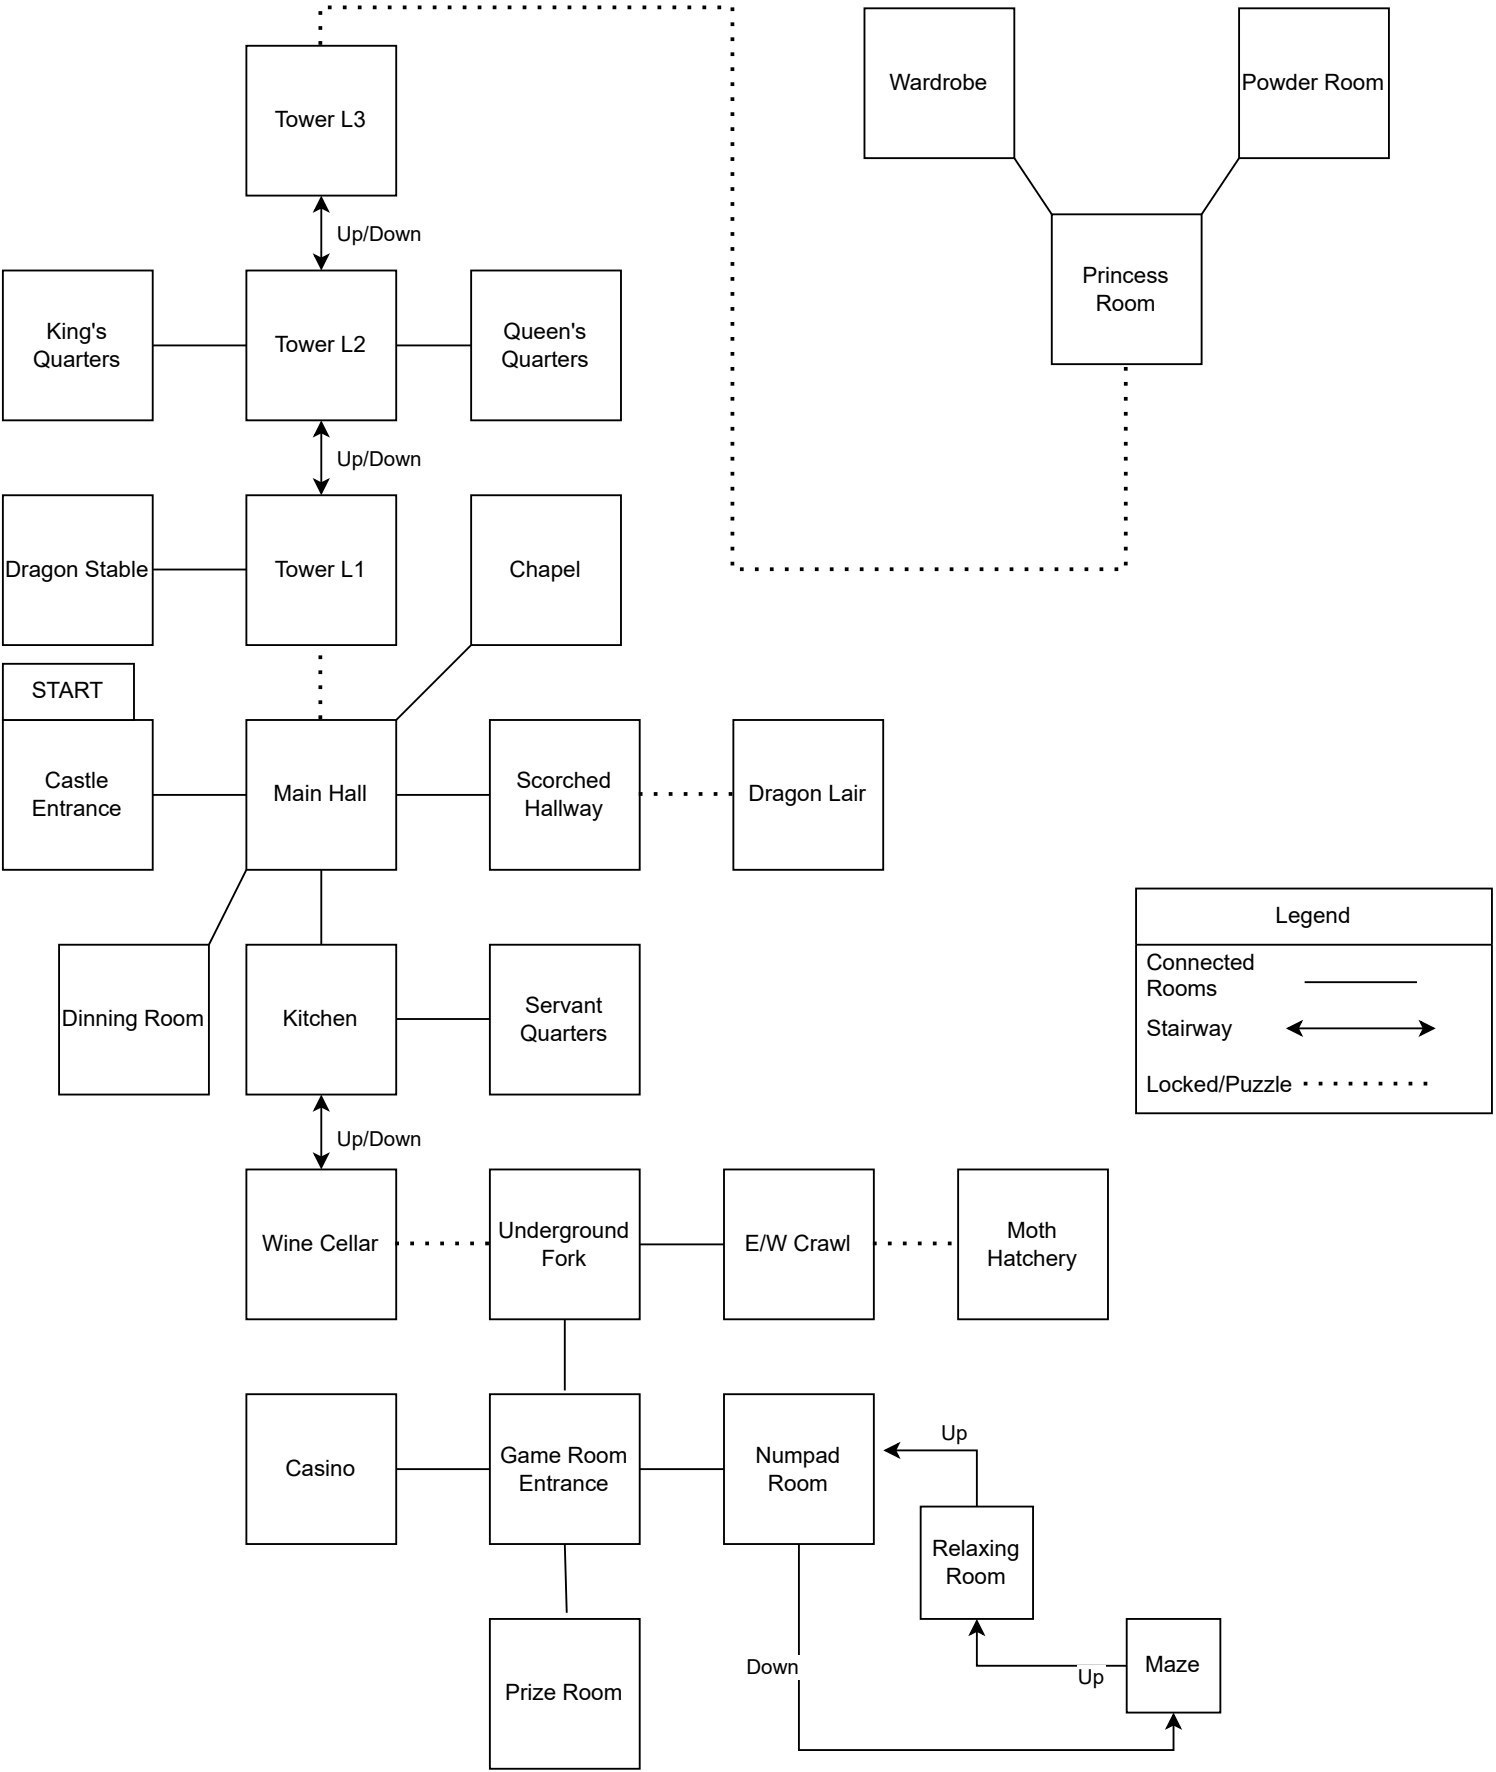 Wardrobe
Powder Room
Tower L3
Up/Down
Princess
Room
King's
Quarters
Tower L2
Queen's
Quarters
Up/Down
Dragon Stable
Tower L1
Chapel
START
Castle
Entrance
Main Hall
Scorched
Hallway
Dragon Lair
Legend
Connected
Rooms
Stairway
Locked/Puzzle
Dinning Room
Kitchen
Servant
Quarters
Up/Down
Wine Cellar
Underground
Fork
E/W Crawl
Moth
Hatchery
Casino
Game Room
Entrance
Numpad
Room
Up
Relaxing
Room
Down
Up
Maze
Prize Room